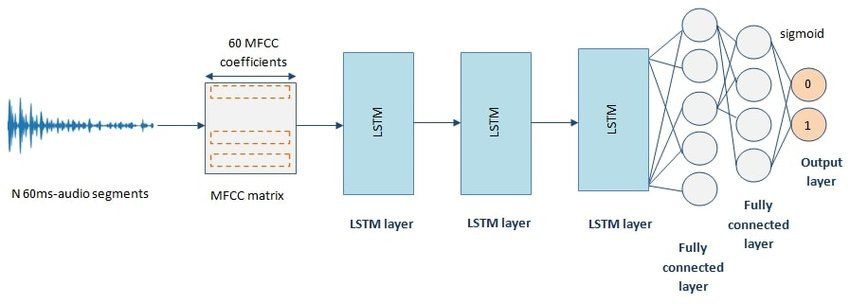 60 MFCC
coefficients
N 60ms-audio segments
MFCC matrix
LSTM
LSTM layer
LSTM
LSTM layer
LSTM
LSTM layer
Fully
connected
layer
Fully
connected
layer
sigmoid
0
1
Output
layer